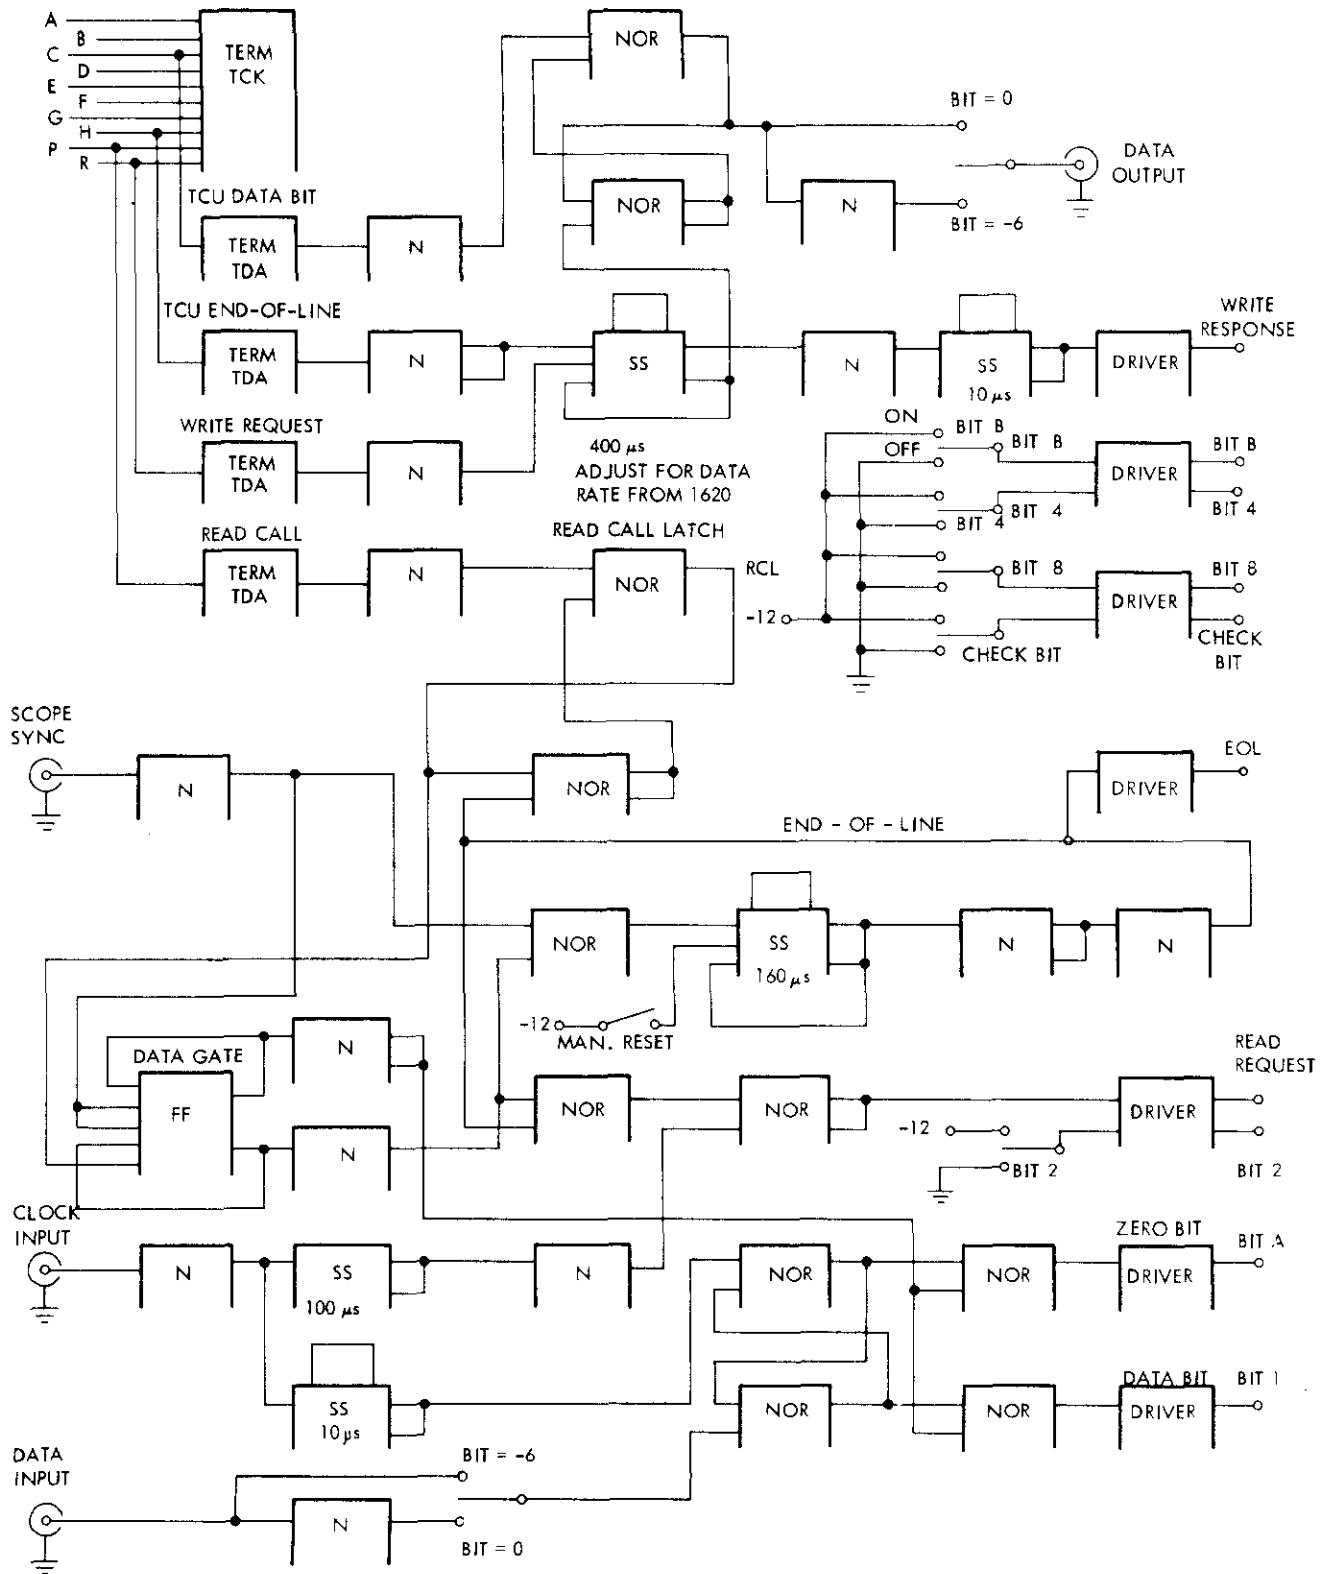 A
B
C
D
E
F
G
H
P
R
TERM
TCK
NOR
BIT = 0
DATA
OUTPUT
TCU DATA BIT
NOR
N
BIT = -6
TERM
TDA
N
TCU END-OF-LINE
TERM
TDA
N
SS
N
SS
10 μs
DRIVER
WRITE
RESPONSE
WRITE REQUEST
TERM
TDA
N
400 μs
ADJUST FOR DATA
RATE FROM 1620
ON
OFF
BIT B
BIT B
DRIVER
BIT B
BIT 4
BIT 4
BIT 4
READ CALL
TERM
TDA
N
READ CALL LATCH
NOR
RCL
-12
BIT 8
DRIVER
BIT 8
CHECK BIT
CHECK
BIT
SCOPE
SYNC
N
NOR
DRIVER
EOL
END - OF - LINE
NOR
SS
160 μs
N
N
-12
MAN. RESET
DATA GATE
FF
N
N
NOR
NOR
DRIVER
READ
REQUEST
-12
BIT 2
BIT 2
CLOCK
INPUT
N
SS
100 μs
N
NOR
NOR
ZERO BIT
DRIVER
BIT A
SS
10 μs
NOR
NOR
DATA BIT
DRIVER
BIT 1
DATA
INPUT
BIT = -6
N
BIT = 0